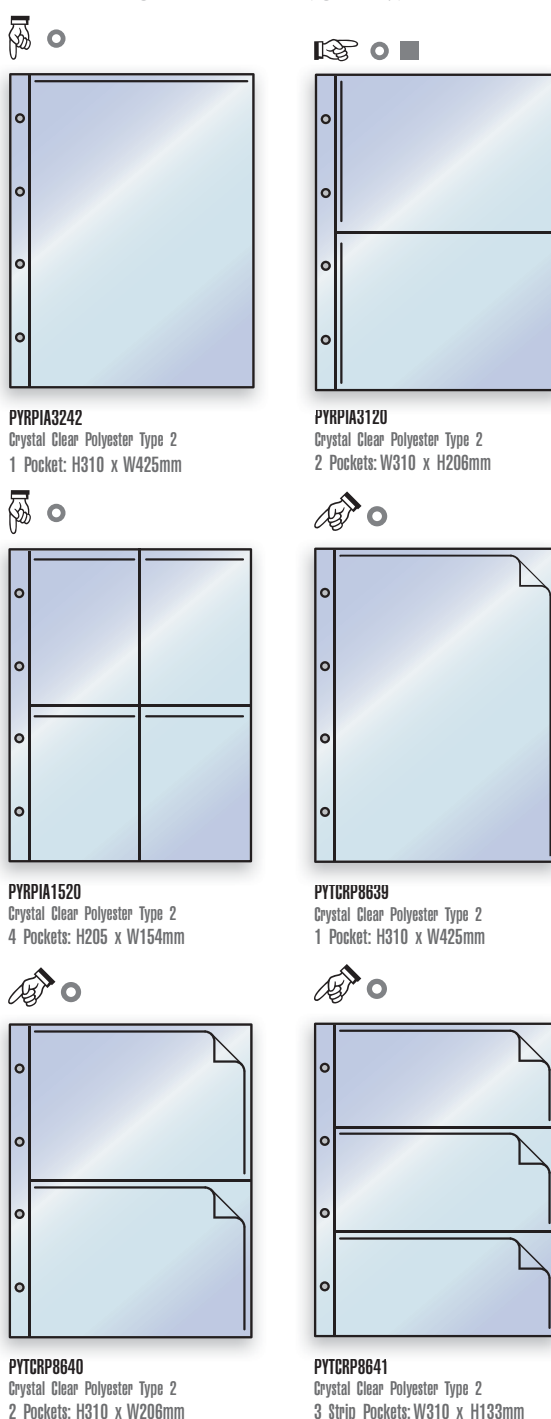 PYRPIA3242
Crystal Clear Polyester Type 2
1 Pocket: H310 x W425mm
PYRPIA3120
Crystal Clear Polyester Type 2
2 Pockets: W310 x H206mm
PYRPIA1520
Crystal Clear Polyester Type 2
4 Pockets: H205 x W154mm
PYTCRP8639
Crystal Clear Polyester Type 2
1 Pocket: H310 x W425mm
PYTCRP8640
Crystal Clear Polyester Type 2
2 Pockets: H310 x W206mm
PYTCRP8641
Crystal Clear Polyester Type 2
3 Strip Pockets: W310 x H133mm